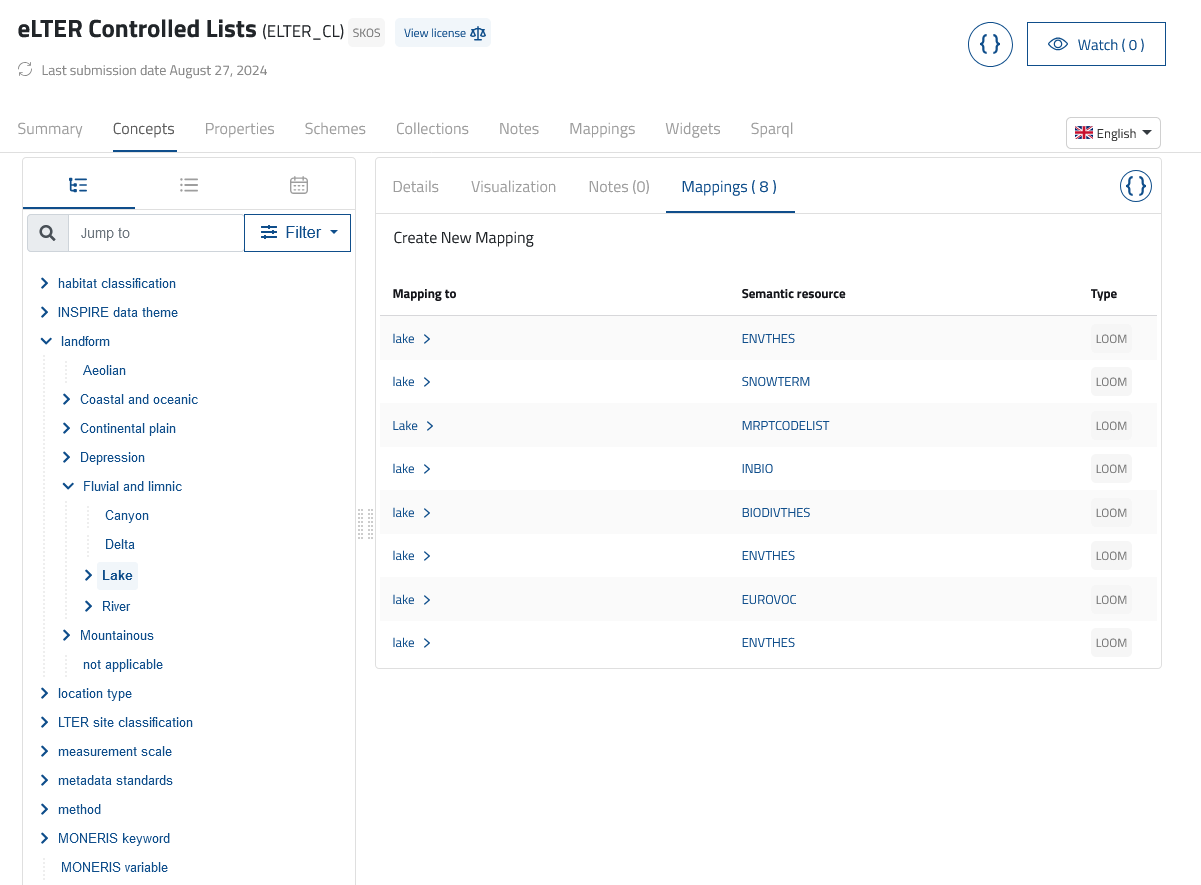 eLTER Controlled Lists (ELTER_CL) SKOS View license
Last submission date August 27, 2024
{ } Watch ( 0 )
Summary Concepts Properties Schemes Collections Notes Mappings Widgets Sparql
English
Jump to
Filter
habitat classification
INSPIRE data theme
landform
Aeolian
Coastal and oceanic
Continental plain
Depression
Fluvial and limnic
Canyon
Delta
Lake
River
Mountainous
not applicable
location type
LTER site classification
measurement scale
metadata standards
method
MONERIS keyword
MONERIS variable
Details Visualization Notes (0) Mappings ( 8 ) { }
Create New Mapping
Mapping to Semantic resource Type
lake ENVTHES LOOM
lake SNOWTERM LOOM
Lake MRPTCODELIST LOOM
lake INBIO LOOM
lake BIODIVTHES LOOM
lake ENVTHES LOOM
lake EUROVOC LOOM
lake ENVTHES LOOM